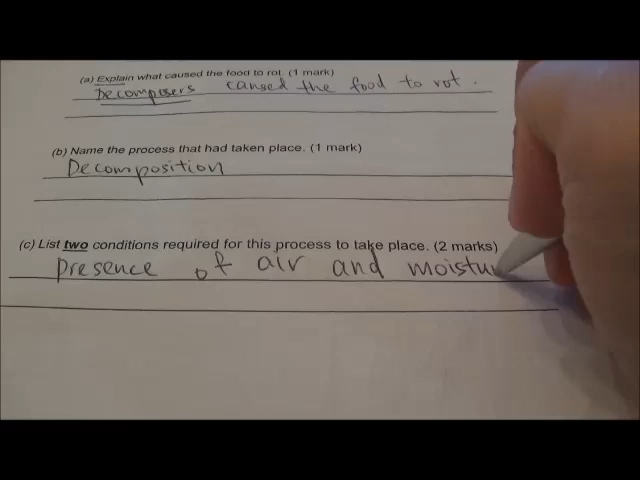 (a) Explain what caused the food to rot. (1 mark)
Decomposers caused the food to rot.
(b) Name the process that had taken place. (1 mark)
Decomposition
(c) List two conditions required for this process to take place. (2 marks)
presence of air and moistur